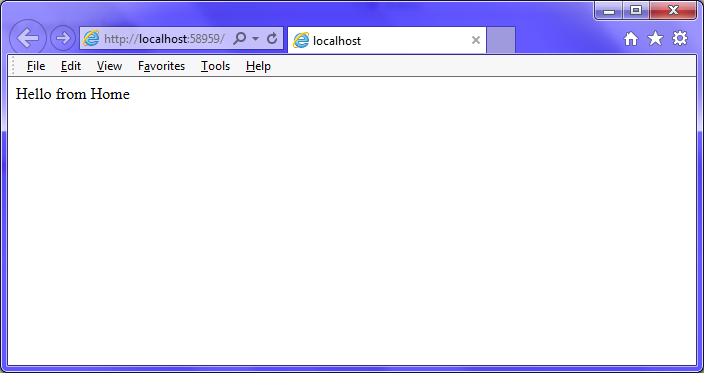 http://localhost:58959/
localhost
File Edit View Favorites Tools Help
Hello from Home